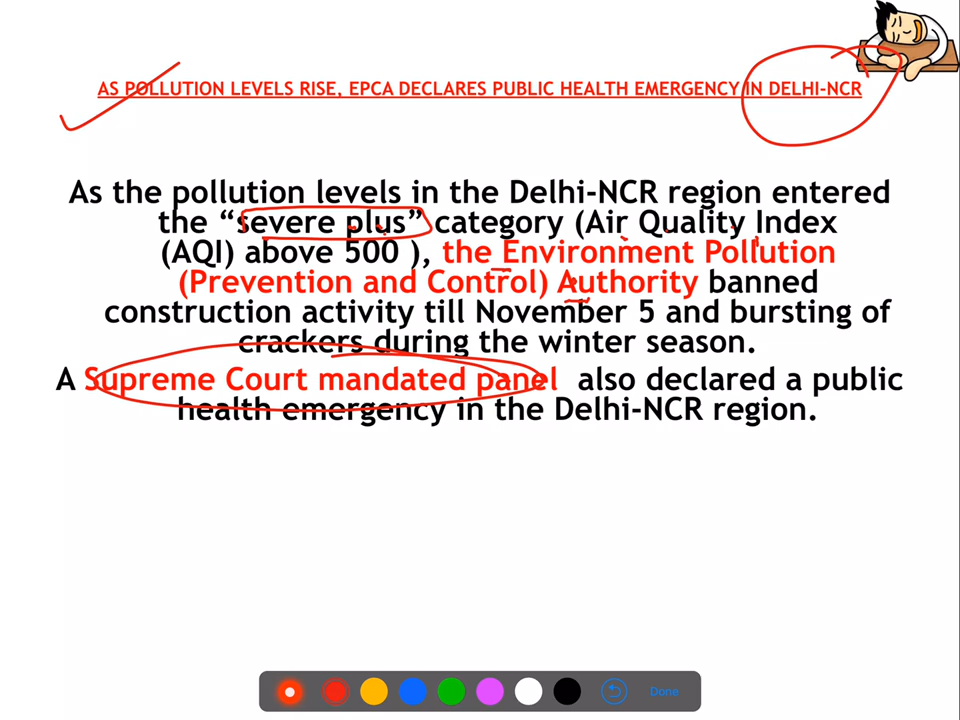 AS POLLUTION LEVELS RISE, EPCA DECLARES PUBLIC HEALTH EMERGENCY IN DELHI-NCR
As the pollution levels in the Delhi-NCR region entered
the “severe plus” category (Air Quality Index
(AQI) above 500 ), the Environment Pollution
(Prevention and Control) Authority banned
construction activity till November 5 and bursting of
crackers during the winter season.
A Supreme Court mandated panel also declared a public
health emergency in the Delhi-NCR region.
Done